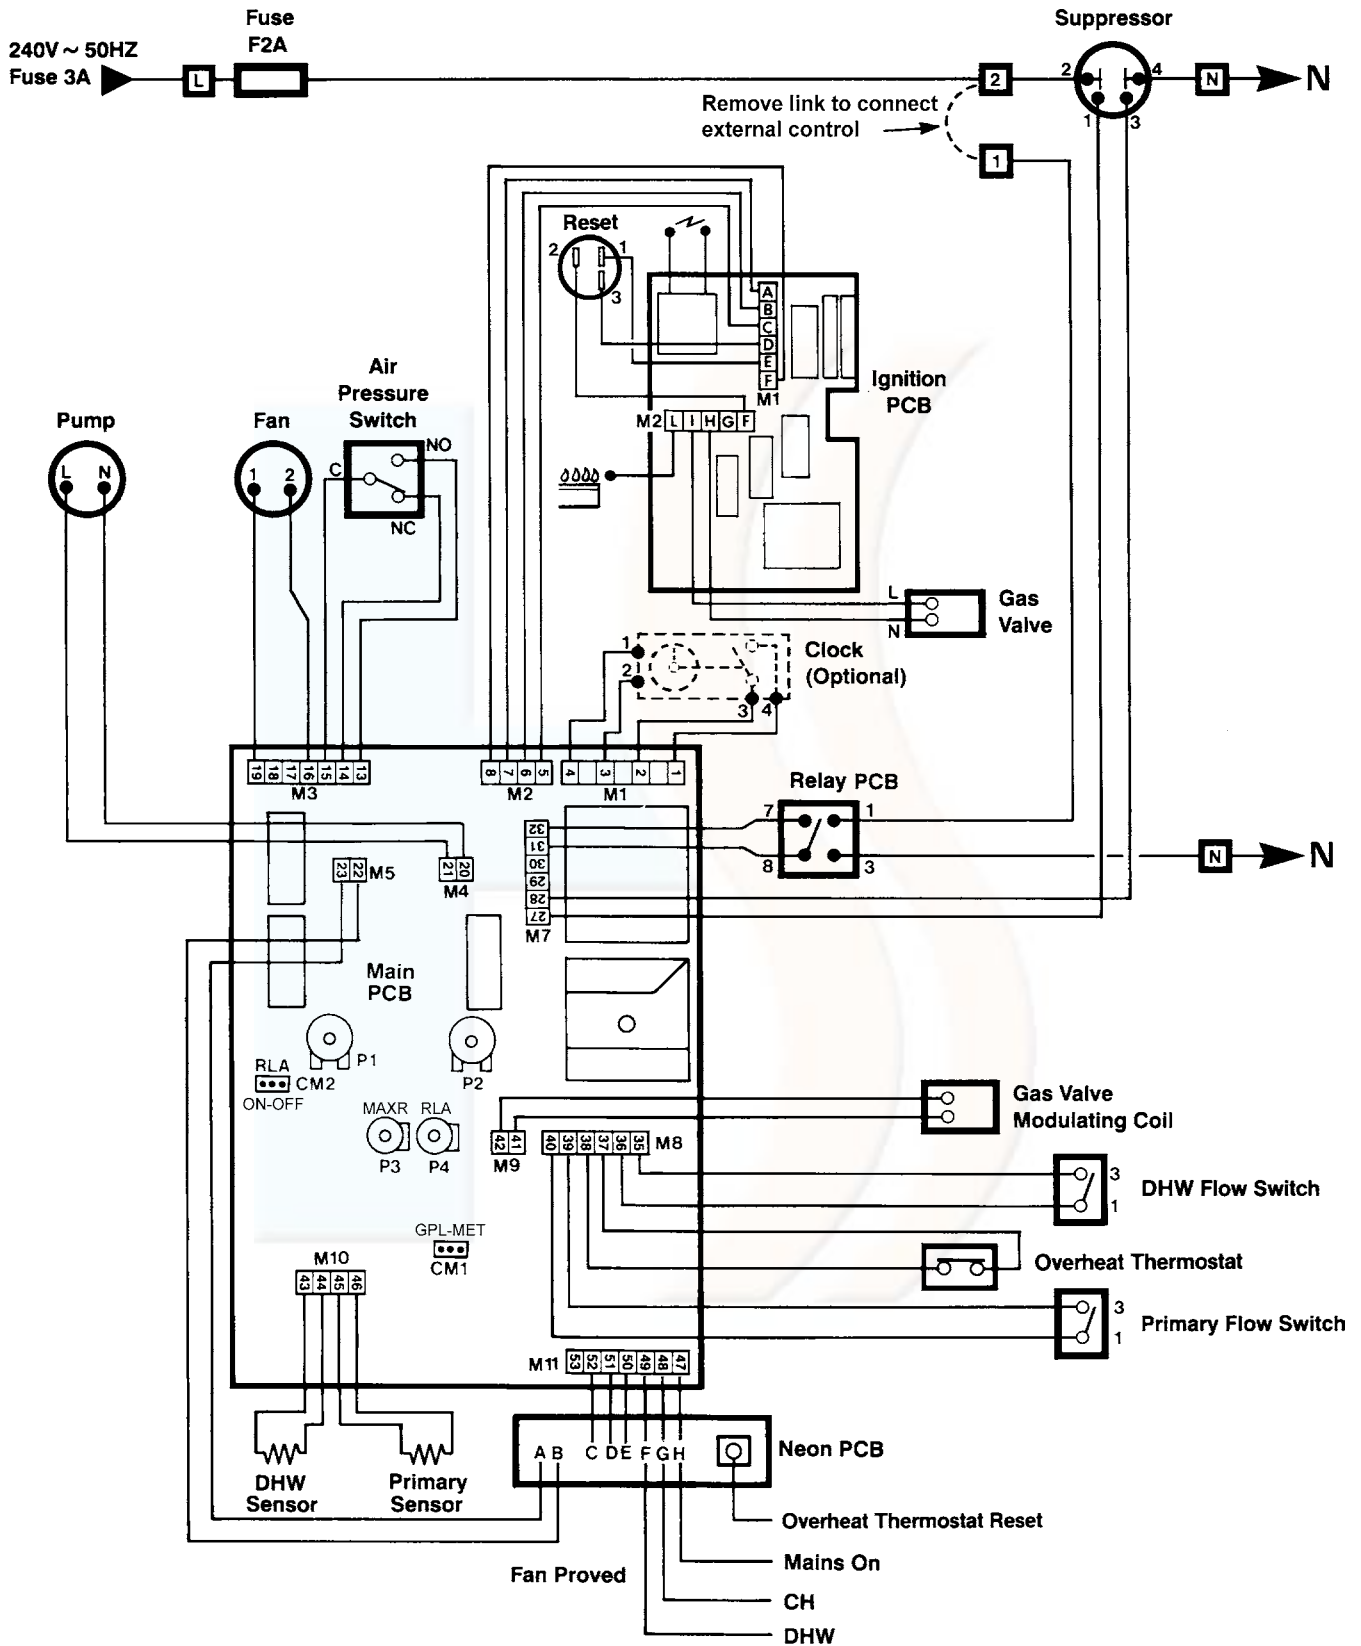 Fuse
F2A
Suppressor
240V ~ 50HZ
Fuse 3A
L
2
2
4
N
N
1
3
Remove link to connect
external control
1
Reset
2
1
3
A
B
C
D
E
F
M1
Ignition
PCB
M2
L I H G F
Air
Pressure
Switch
Pump
Fan
L
N
1
2
C
NO
NC
L
N
Gas
Valve
1
2
3
4
Clock
(Optional)
19 18 17 16 15 14 13
M3
8 7 6 5
M2
4 3 2 1
M1
Relay PCB
7
1
8
3
N
N
32
31
30
29
28
27
M7
23 22
M5
21 20
M4
Main
PCB
P1
P2
RLA
CM2
ON-OFF
MAXR
RLA
P3
P4
42 41
M9
40 39 38 37 36 35
M8
Gas Valve
Modulating Coil
3
1
DHW Flow Switch
Overheat Thermostat
3
1
Primary Flow Switch
GPL-MET
CM1
M10
43 44 45 46
M11
53 52 51 50 49 48 47
DHW
Sensor
Primary
Sensor
A B C D E F G H
Neon PCB
Overheat Thermostat Reset
Mains On
Fan Proved
CH
DHW